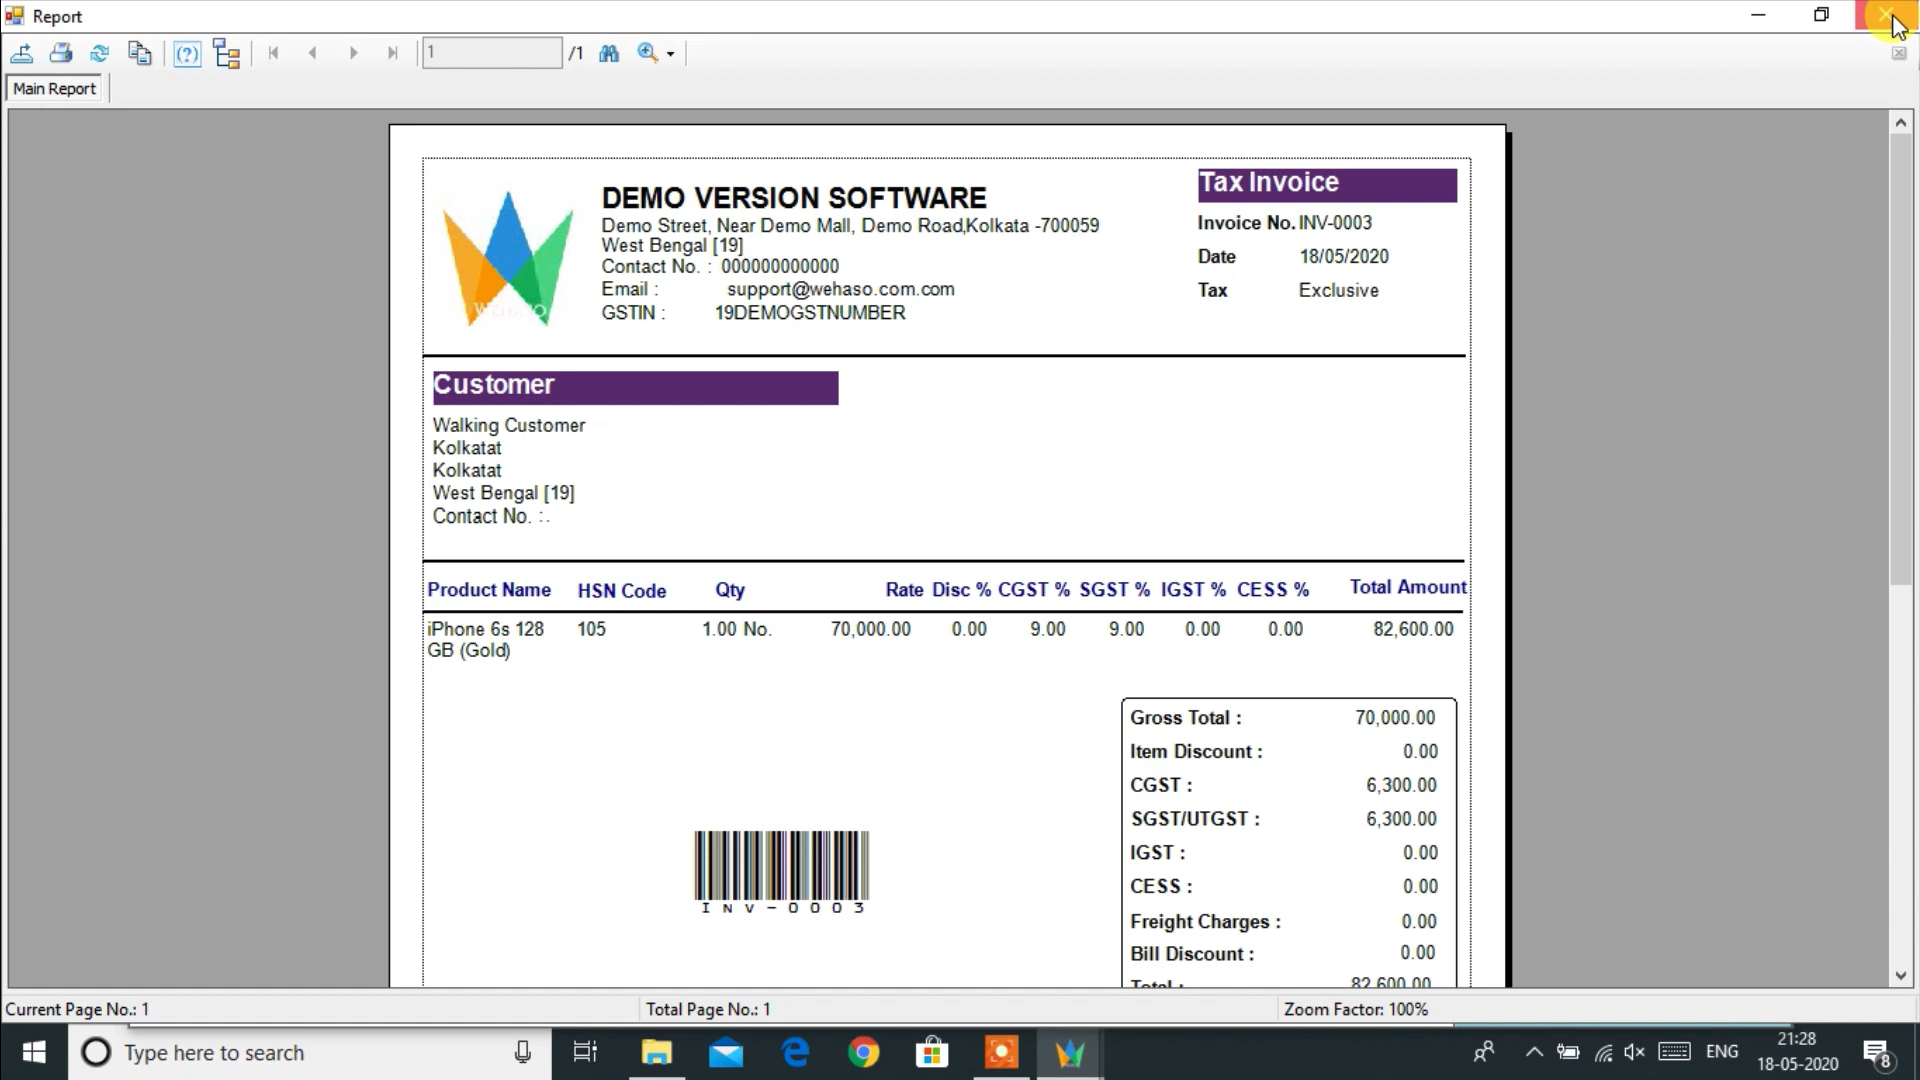 Report
1 /1
Main Report
DEMO VERSION SOFTWARE
Demo Street, Near Demo Mall, Demo Road,Kolkata -700059
West Bengal [19]
Contact No. : 000000000000
Email : support@wehaso.com.com
GSTIN : 19DEMOGSTNUMBER
WEHASO
Tax Invoice
Invoice No. INV-0003
Date 18/05/2020
Tax Exclusive
Customer
Walking Customer
Kolkatat
Kolkatat
West Bengal [19]
Contact No. : .
Product Name HSN Code Qty Rate Disc % CGST % SGST % IGST % CESS % Total Amount
iPhone 6s 128 105 1.00 No. 70,000.00 0.00 9.00 9.00 0.00 0.00 82,600.00
GB (Gold)
Gross Total : 70,000.00
Item Discount : 0.00
CGST : 6,300.00
SGST/UTGST : 6,300.00
IGST : 0.00
CESS : 0.00
Freight Charges : 0.00
Bill Discount : 0.00
Total : 82,600.00
INV-0003
Current Page No.: 1 Total Page No.: 1 Zoom Factor: 100%
Type here to search
ENG
21:28
18-05-2020
8